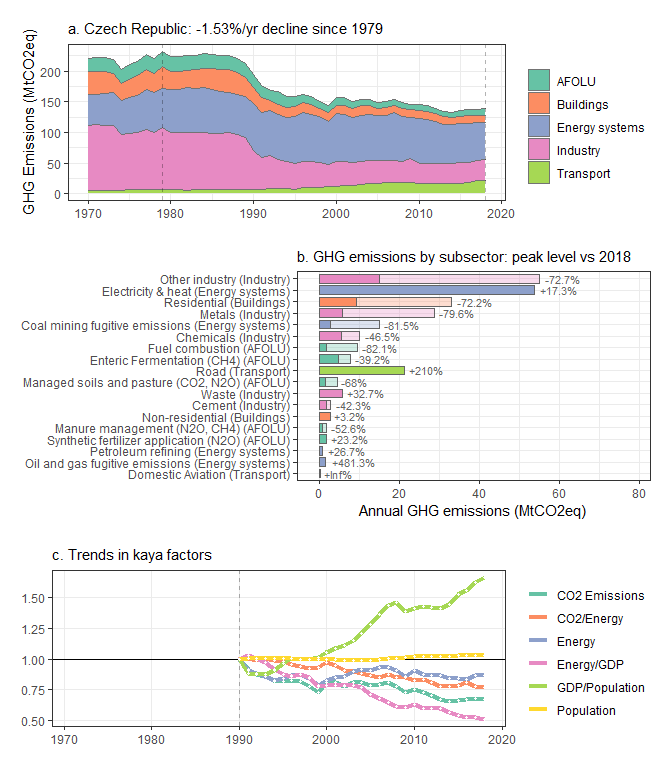 a. Czech Republic: -1.53%/yr decline since 1979
GHG Emissions (MtCO2eq)
200
150
100
50
0
1970
1980
1990
2000
2010
2020
AFOLU
Buildings
Energy systems
Industry
Transport
b. GHG emissions by subsector: peak level vs 2018
Other industry (Industry) -72.7%
Electricity & heat (Energy systems) +17.3%
Residential (Buildings) -72.2%
Metals (Industry) -79.6%
Coal mining fugitive emissions (Energy systems) -81.5%
Chemicals (Industry) -46.5%
Fuel combustion (AFOLU) -82.1%
Enteric Fermentation (CH4) (AFOLU) -39.2%
Road (Transport) +210%
Managed soils and pasture (CO2, N2O) (AFOLU) -68%
Waste (Industry) +32.7%
Cement (Industry) -42.3%
Non-residential (Buildings) +3.2%
Manure management (N2O, CH4) (AFOLU) -52.6%
Synthetic fertilizer application (N2O) (AFOLU) +23.2%
Petroleum refining (Energy systems) +26.7%
Oil and gas fugitive emissions (Energy systems) +481.3%
Domestic Aviation (Transport) +Inf%
0
20
40
60
80
Annual GHG emissions (MtCO2eq)
c. Trends in kaya factors
1.50
1.25
1.00
0.75
0.50
1970
1980
1990
2000
2010
2020
CO2 Emissions
CO2/Energy
Energy
Energy/GDP
GDP/Population
Population